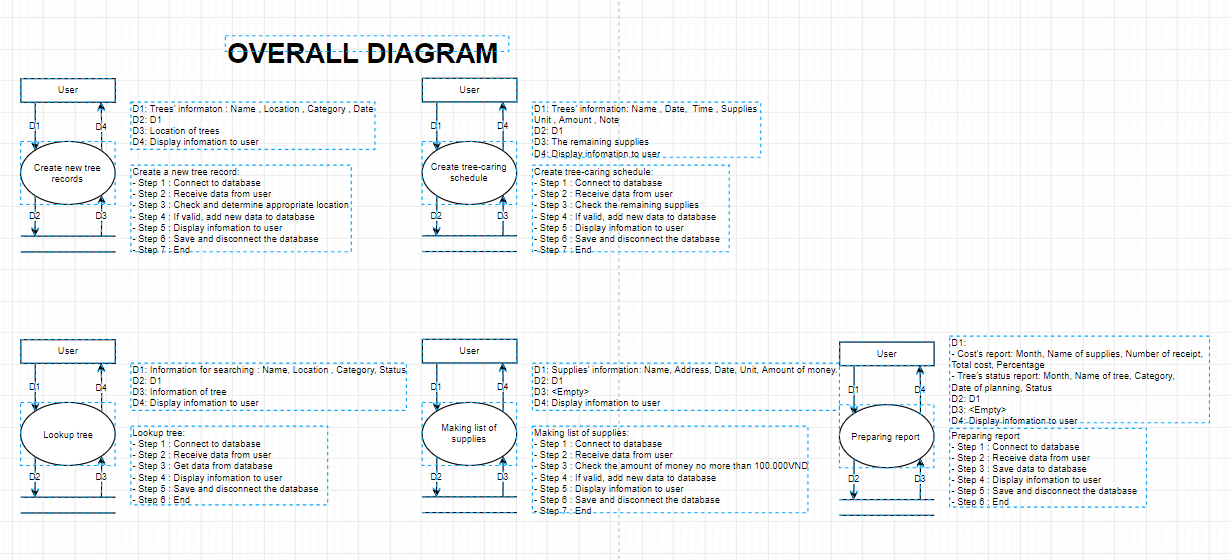 OVERALL DIAGRAM
User
D1
D4
Create new tree
records
D2
D3
D1: Trees' informaton : Name , Location , Category , Date
D2: D1
D3: Location of trees
D4: Display infomation to user
Create a new tree record:
- Step 1 : Connect to database
- Step 2 : Receive data from user
- Step 3 : Check and determine appropriate location
- Step 4 : If valid, add new data to database
- Step 5 : Display infomation to user
- Step 6 : Save and disconnect the database
- Step 7 : End
User
D1
D4
Create tree-caring
schedule
D2
D3
D1: Trees' information: Name , Date, Time , Supplies
Unit , Amount , Note
D2: D1
D3: The remaining supplies
D4: Display infomation to user
Create tree-caring schedule:
- Step 1 : Connect to database
- Step 2 : Receive data from user
- Step 3 : Check the remaining supplies
- Step 4 : If valid, add new data to database
- Step 5 : Display infomation to user
- Step 6 : Save and disconnect the database
- Step 7 : End
User
D1
D4
Lookup tree
D2
D3
D1: Information for searching : Name, Location , Category, Status
D2: D1
D3: Information of tree
D4: Display infomation to user
Lookup tree:
- Step 1 : Connect to database
- Step 2 : Receive data from user
- Step 3 : Get data from database
- Step 4 : Display infomation to user
- Step 5 : Save and disconnect the database
- Step 6 : End
User
D1
D4
Making list of
supplies
D2
D3
D1: Supplies' information: Name, Address, Date, Unit, Amount of money.
D2: D1
D3: <Empty>
D4: Display infomation to user
Making list of supplies:
- Step 1 : Connect to database
- Step 2 : Receive data from user
- Step 3 : Check the amount of money no more than 100.000VND
- Step 4 : If valid, add new data to database
- Step 5 : Display infomation to user
- Step 6 : Save and disconnect the database
- Step 7 : End
User
D1
D4
Preparing report
D2
D3
D1:
- Cost's report: Month, Name of supplies, Number of receipt,
Total cost, Percentage
- Tree's status report: Month, Name of tree, Category,
Date of planning, Status
D2: D1
D3: <Empty>
D4: Display infomation to user
Preparing report
- Step 1 : Connect to database
- Step 2 : Receive data from user
- Step 3 : Save data to database
- Step 4 : Display infomation to user
- Step 5 : Save and disconnect the database
- Step 6 : End